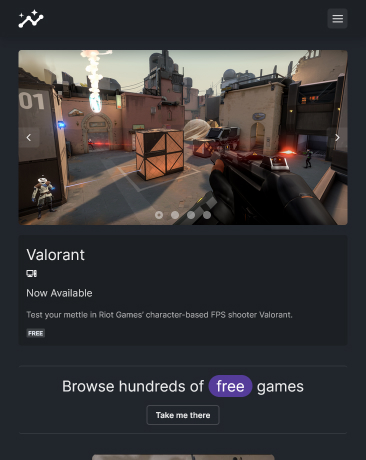 01
Valorant
Now Available
Test your mettle in Riot Games' character-based FPS shooter Valorant.
FREE
Browse hundreds of free games
Take me there